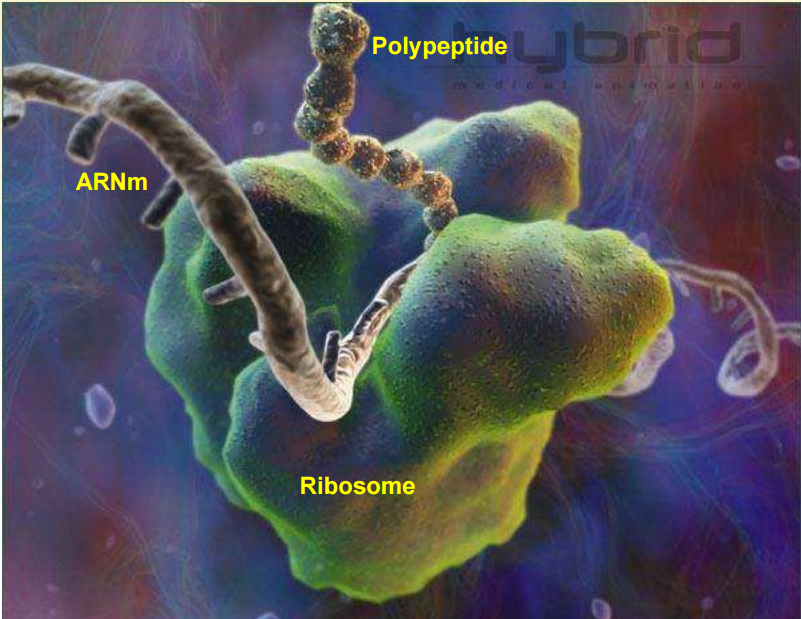 hybrid
Polypeptide
medical animation
ARNm
Ribosome